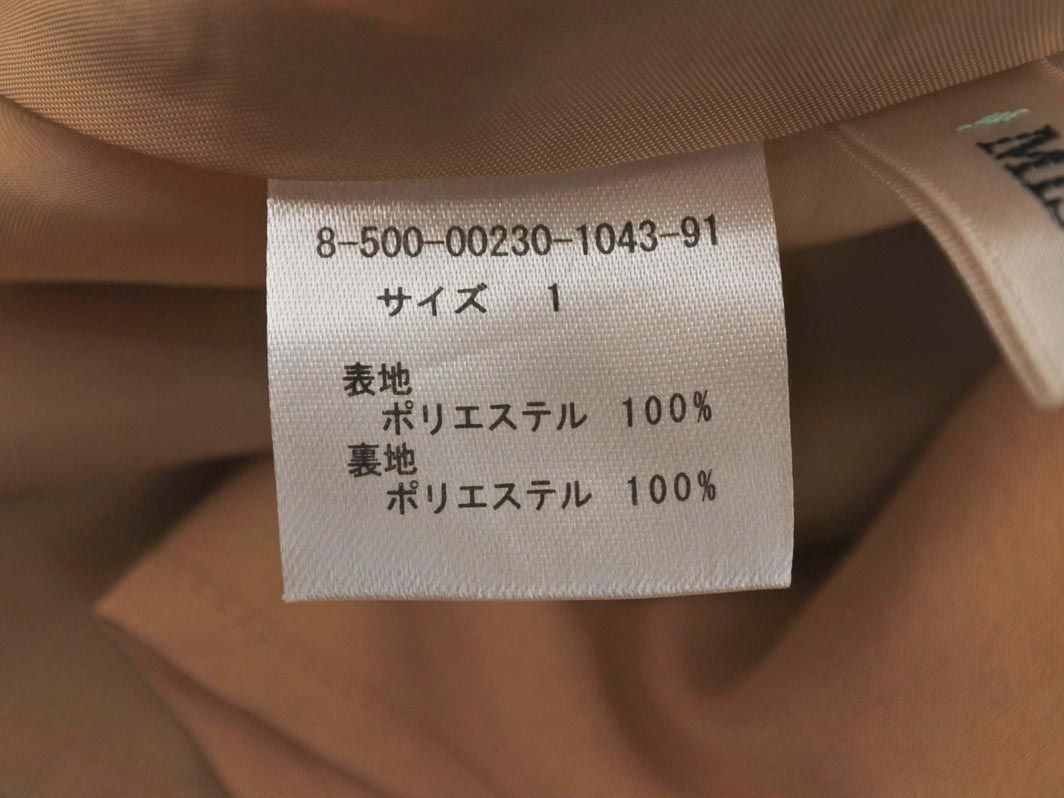 8-500-00230-1043-91
サイズ 1
表地
ポリエステル 100%
裏地
ポリエステル 100%